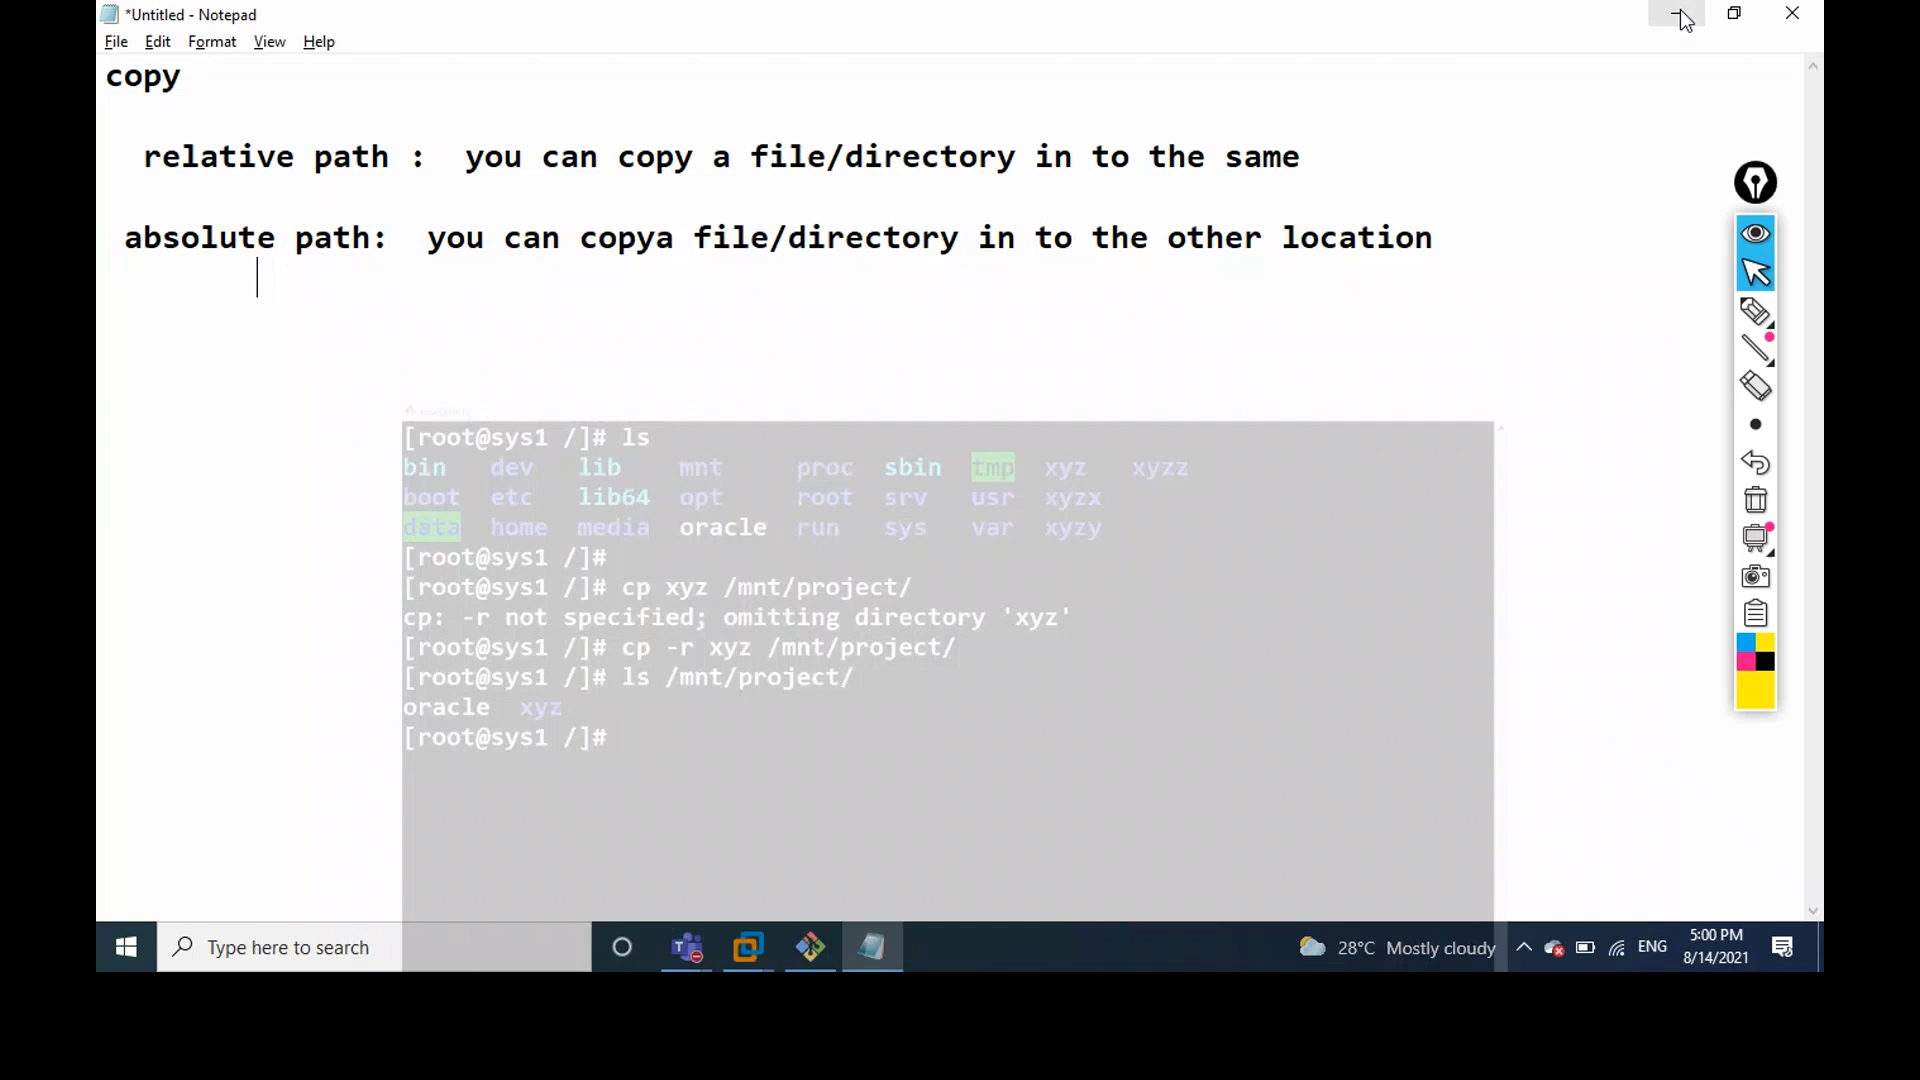 *Untitled - Notepad
File Edit Format View Help
copy
relative path : you can copy a file/directory in to the same
absolute path: you can copya file/directory in to the other location
[root@sys1 /]# ls
bin dev lib mnt proc sbin tmp xyz xyzz
boot etc lib64 opt root srv usr xyzx
data home media oracle run sys var xyzy
[root@sys1 /]#
[root@sys1 /]# cp xyz /mnt/project/
cp: -r not specified; omitting directory 'xyz'
[root@sys1 /]# cp -r xyz /mnt/project/
[root@sys1 /]# ls /mnt/project/
oracle xyz
[root@sys1 /]#
Type here to search
28°C Mostly cloudy
ENG
5:00 PM
8/14/2021